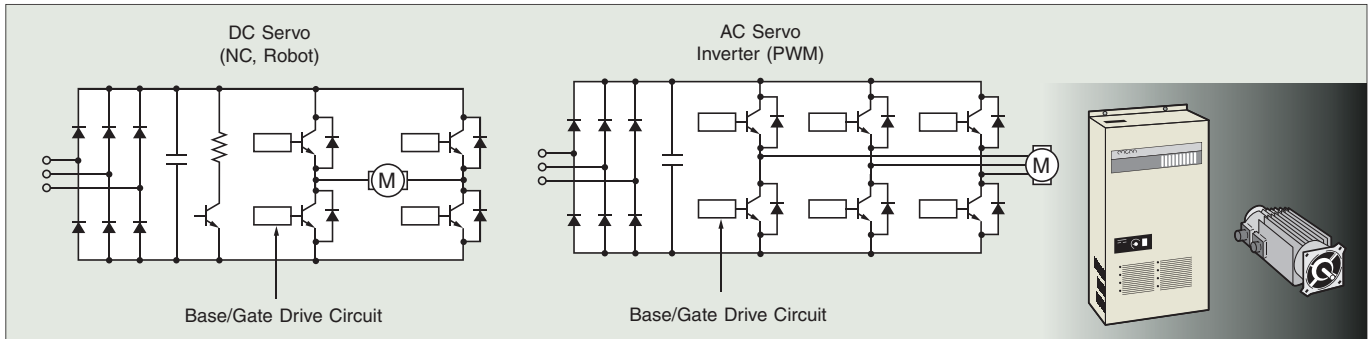 DC Servo
(NC, Robot)
M
Base/Gate Drive Circuit
AC Servo
Inverter (PWM)
M
Base/Gate Drive Circuit